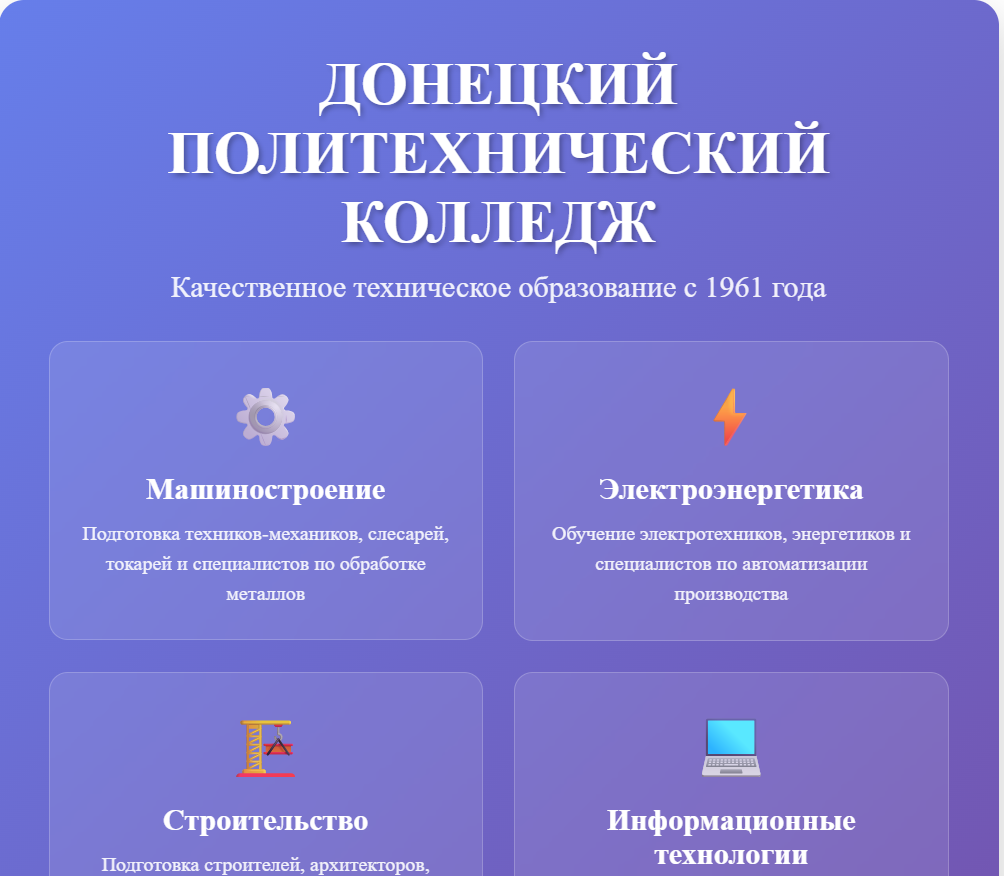 ДОНЕЦКИЙ
ПОЛИТЕХНИЧЕСКИЙ
КОЛЛЕДЖ
Качественное техническое образование с 1961 года
Машиностроение
Подготовка техников-механиков, слесарей,
токарей и специалистов по обработке
металлов
Электроэнергетика
Обучение электротехников, энергетиков и
специалистов по автоматизации
производства
Строительство
Подготовка строителей, архитекторов,
Информационные
технологии